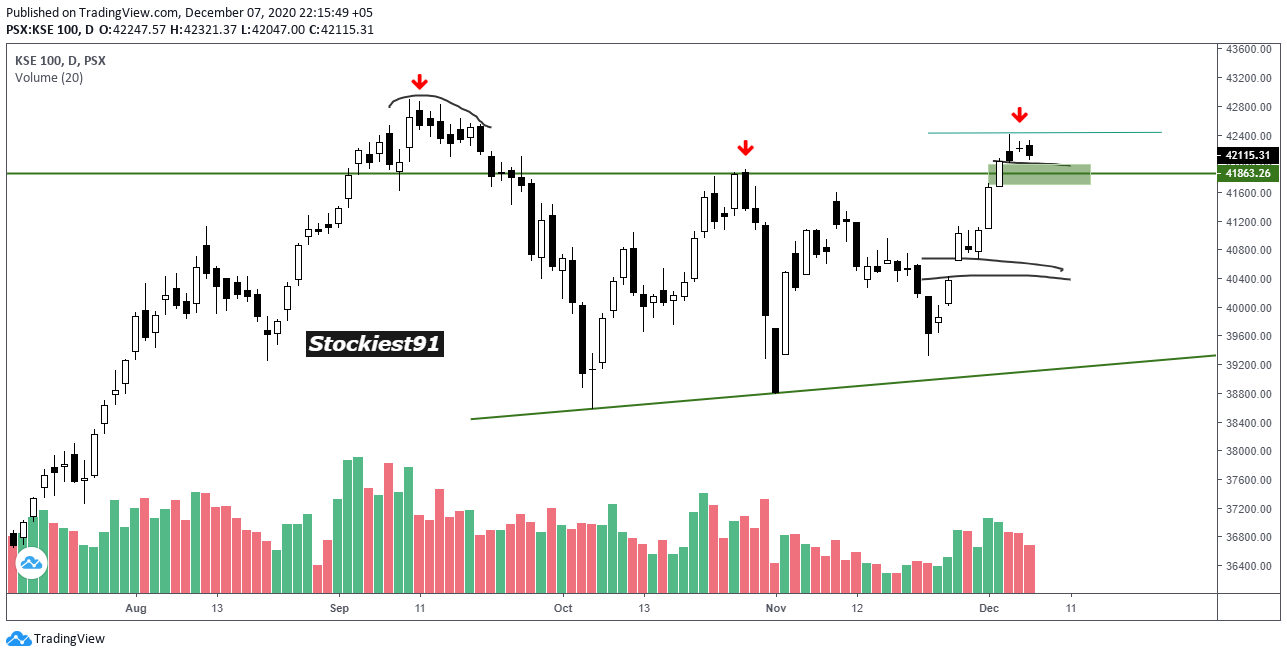 Published on TradingView.com, December 07, 2020 22:15:49 +05
PSX:KSE 100, D O:42247.57 H:42321.37 L:42047.00 C:42115.31
KSE 100, D, PSX
Volume (20)
43600.00
43200.00
42800.00
42400.00
42115.31
41863.26
41600.00
41200.00
40800.00
40400.00
40000.00
39600.00
39200.00
38800.00
38400.00
38000.00
37600.00
37200.00
36800.00
36400.00
Stockiest91
Aug 13 Sep 11 Oct 13 Nov 12 Dec 11
TradingView